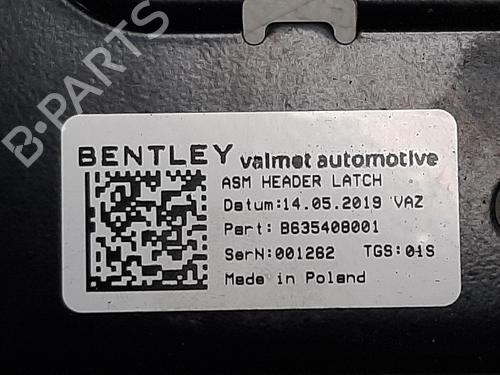 B-PARTS
BENTLEY valmet automotive
ASM HEADER LATCH
Datum:14.05.2019 VAZ
Part: B635408001
SerN:001262 TGS:01S
Made in Poland